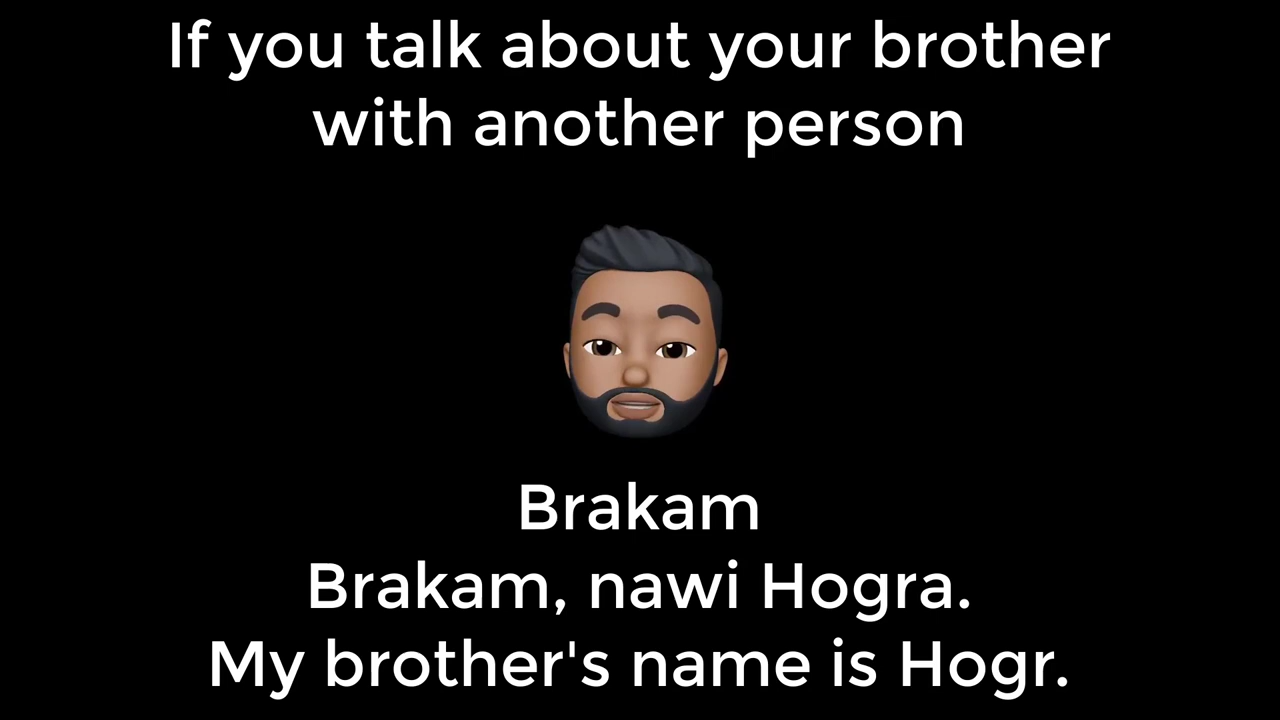 If you talk about your brother
with another person
Brakam
Brakam, nawi Hogra.
My brother's name is Hogr.